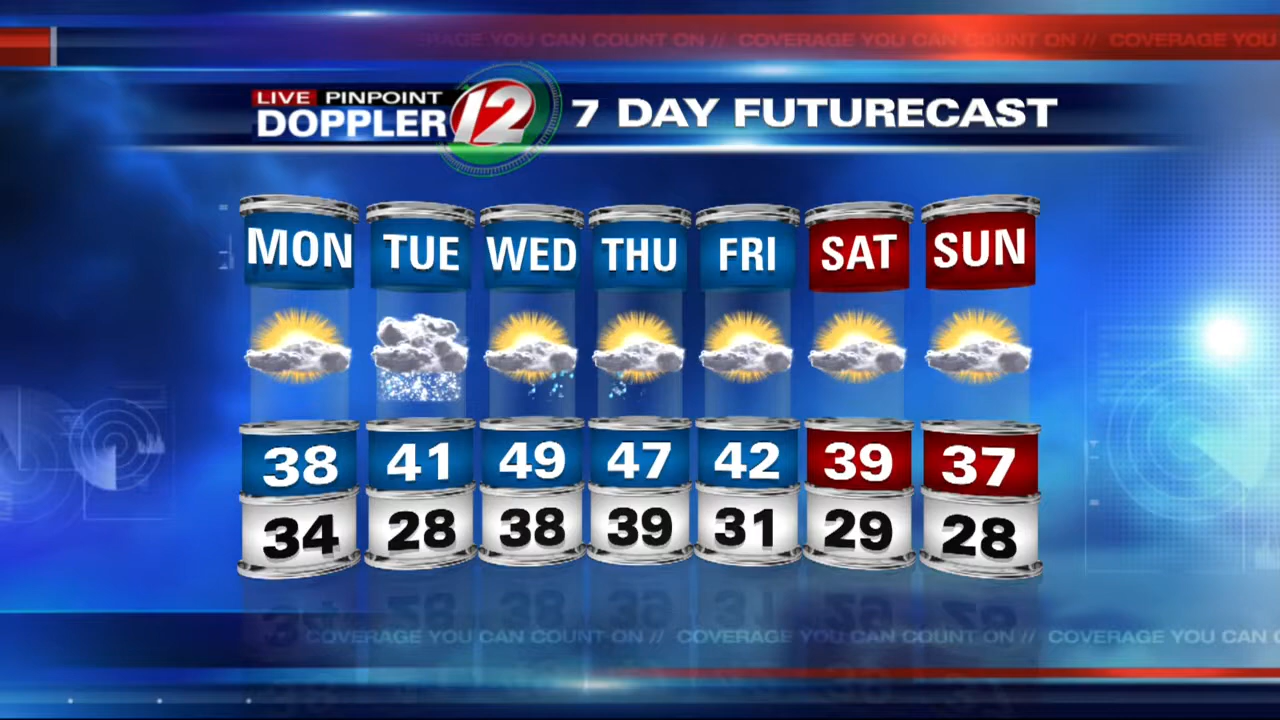 PAGE YOU CAN COUNT ON // COVERAGE YOU CAN COUNT ON // COVERAGE YOU
LIVE PINPOINT
DOPPLER 12
7 DAY FUTURECAST
MON TUE WED THU FRI SAT SUN
38 41 49 47 42 39 37
34 28 38 39 31 29 28
COVERAGE YOU CAN COUNT ON // COVERAGE YOU CAN COUNT ON // COVERAGE YOU CAN